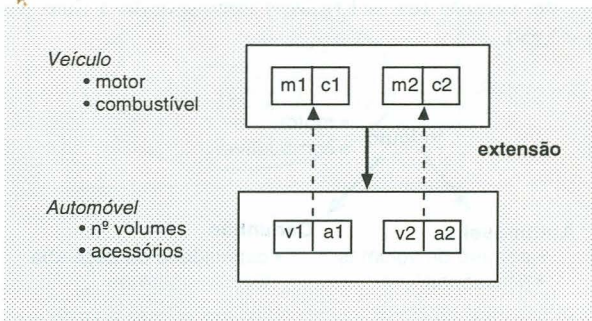 Veículo
• motor
• combustível
m1 c1 m2 c2
extensão
Automóvel
• nº volumes
• acessórios
v1 a1 v2 a2